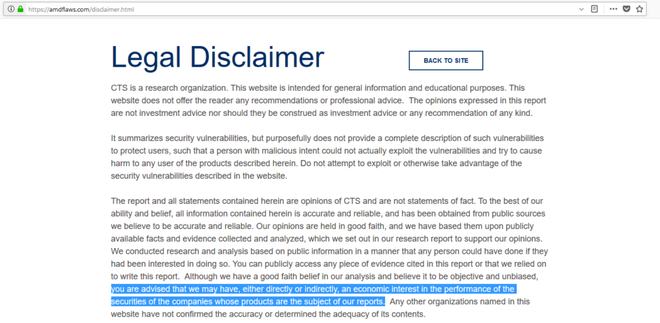 https://amdflaws.com/disclaimer.html
Legal Disclaimer
BACK TO SITE
CTS is a research organization. This website is intended for general information and educational purposes. This
website does not offer the reader any recommendations or professional advice. The opinions expressed in this report
are not investment advice nor should they be construed as investment advice or any recommendation of any kind.
It summarizes security vulnerabilities, but purposefully does not provide a complete description of such vulnerabilities
to protect users, such that a person with malicious intent could not actually exploit the vulnerabilities and try to cause
harm to any user of the products described herein. Do not attempt to exploit or otherwise take advantage of the
security vulnerabilities described in the website.
The report and all statements contained herein are opinions of CTS and are not statements of fact. To the best of our
ability and belief, all information contained herein is accurate and reliable, and has been obtained from public sources
we believe to be accurate and reliable. Our opinions are held in good faith, and we have based them upon publicly
available facts and evidence collected and analyzed, which we set out in our research report to support our opinions.
We conducted research and analysis based on public information in a manner that any person could have done if they
had been interested in doing so. You can publicly access any piece of evidence cited in this report or that we relied on
to write this report. Although we have a good faith belief in our analysis and believe it to be objective and unbiased,
you are advised that we may have, either directly or indirectly, an economic interest in the performance of the
securities of the companies whose products are the subject of our reports. Any other organizations named in this
website have not confirmed the accuracy or determined the adequacy of its contents.